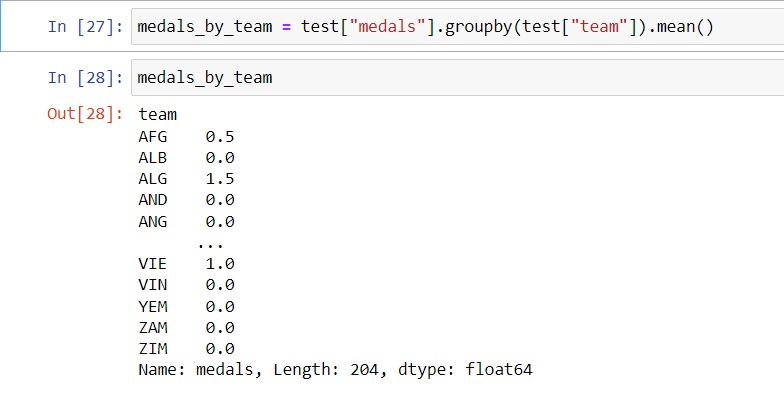 In [27]: medals_by_team = test["medals"].groupby(test["team"]).mean()
In [28]: medals_by_team
Out[28]: team
AFG    0.5
ALB    0.0
ALG    1.5
AND    0.0
ANG    0.0
...
VIE    1.0
VIN    0.0
YEM    0.0
ZAM    0.0
ZIM    0.0
Name: medals, Length: 204, dtype: float64